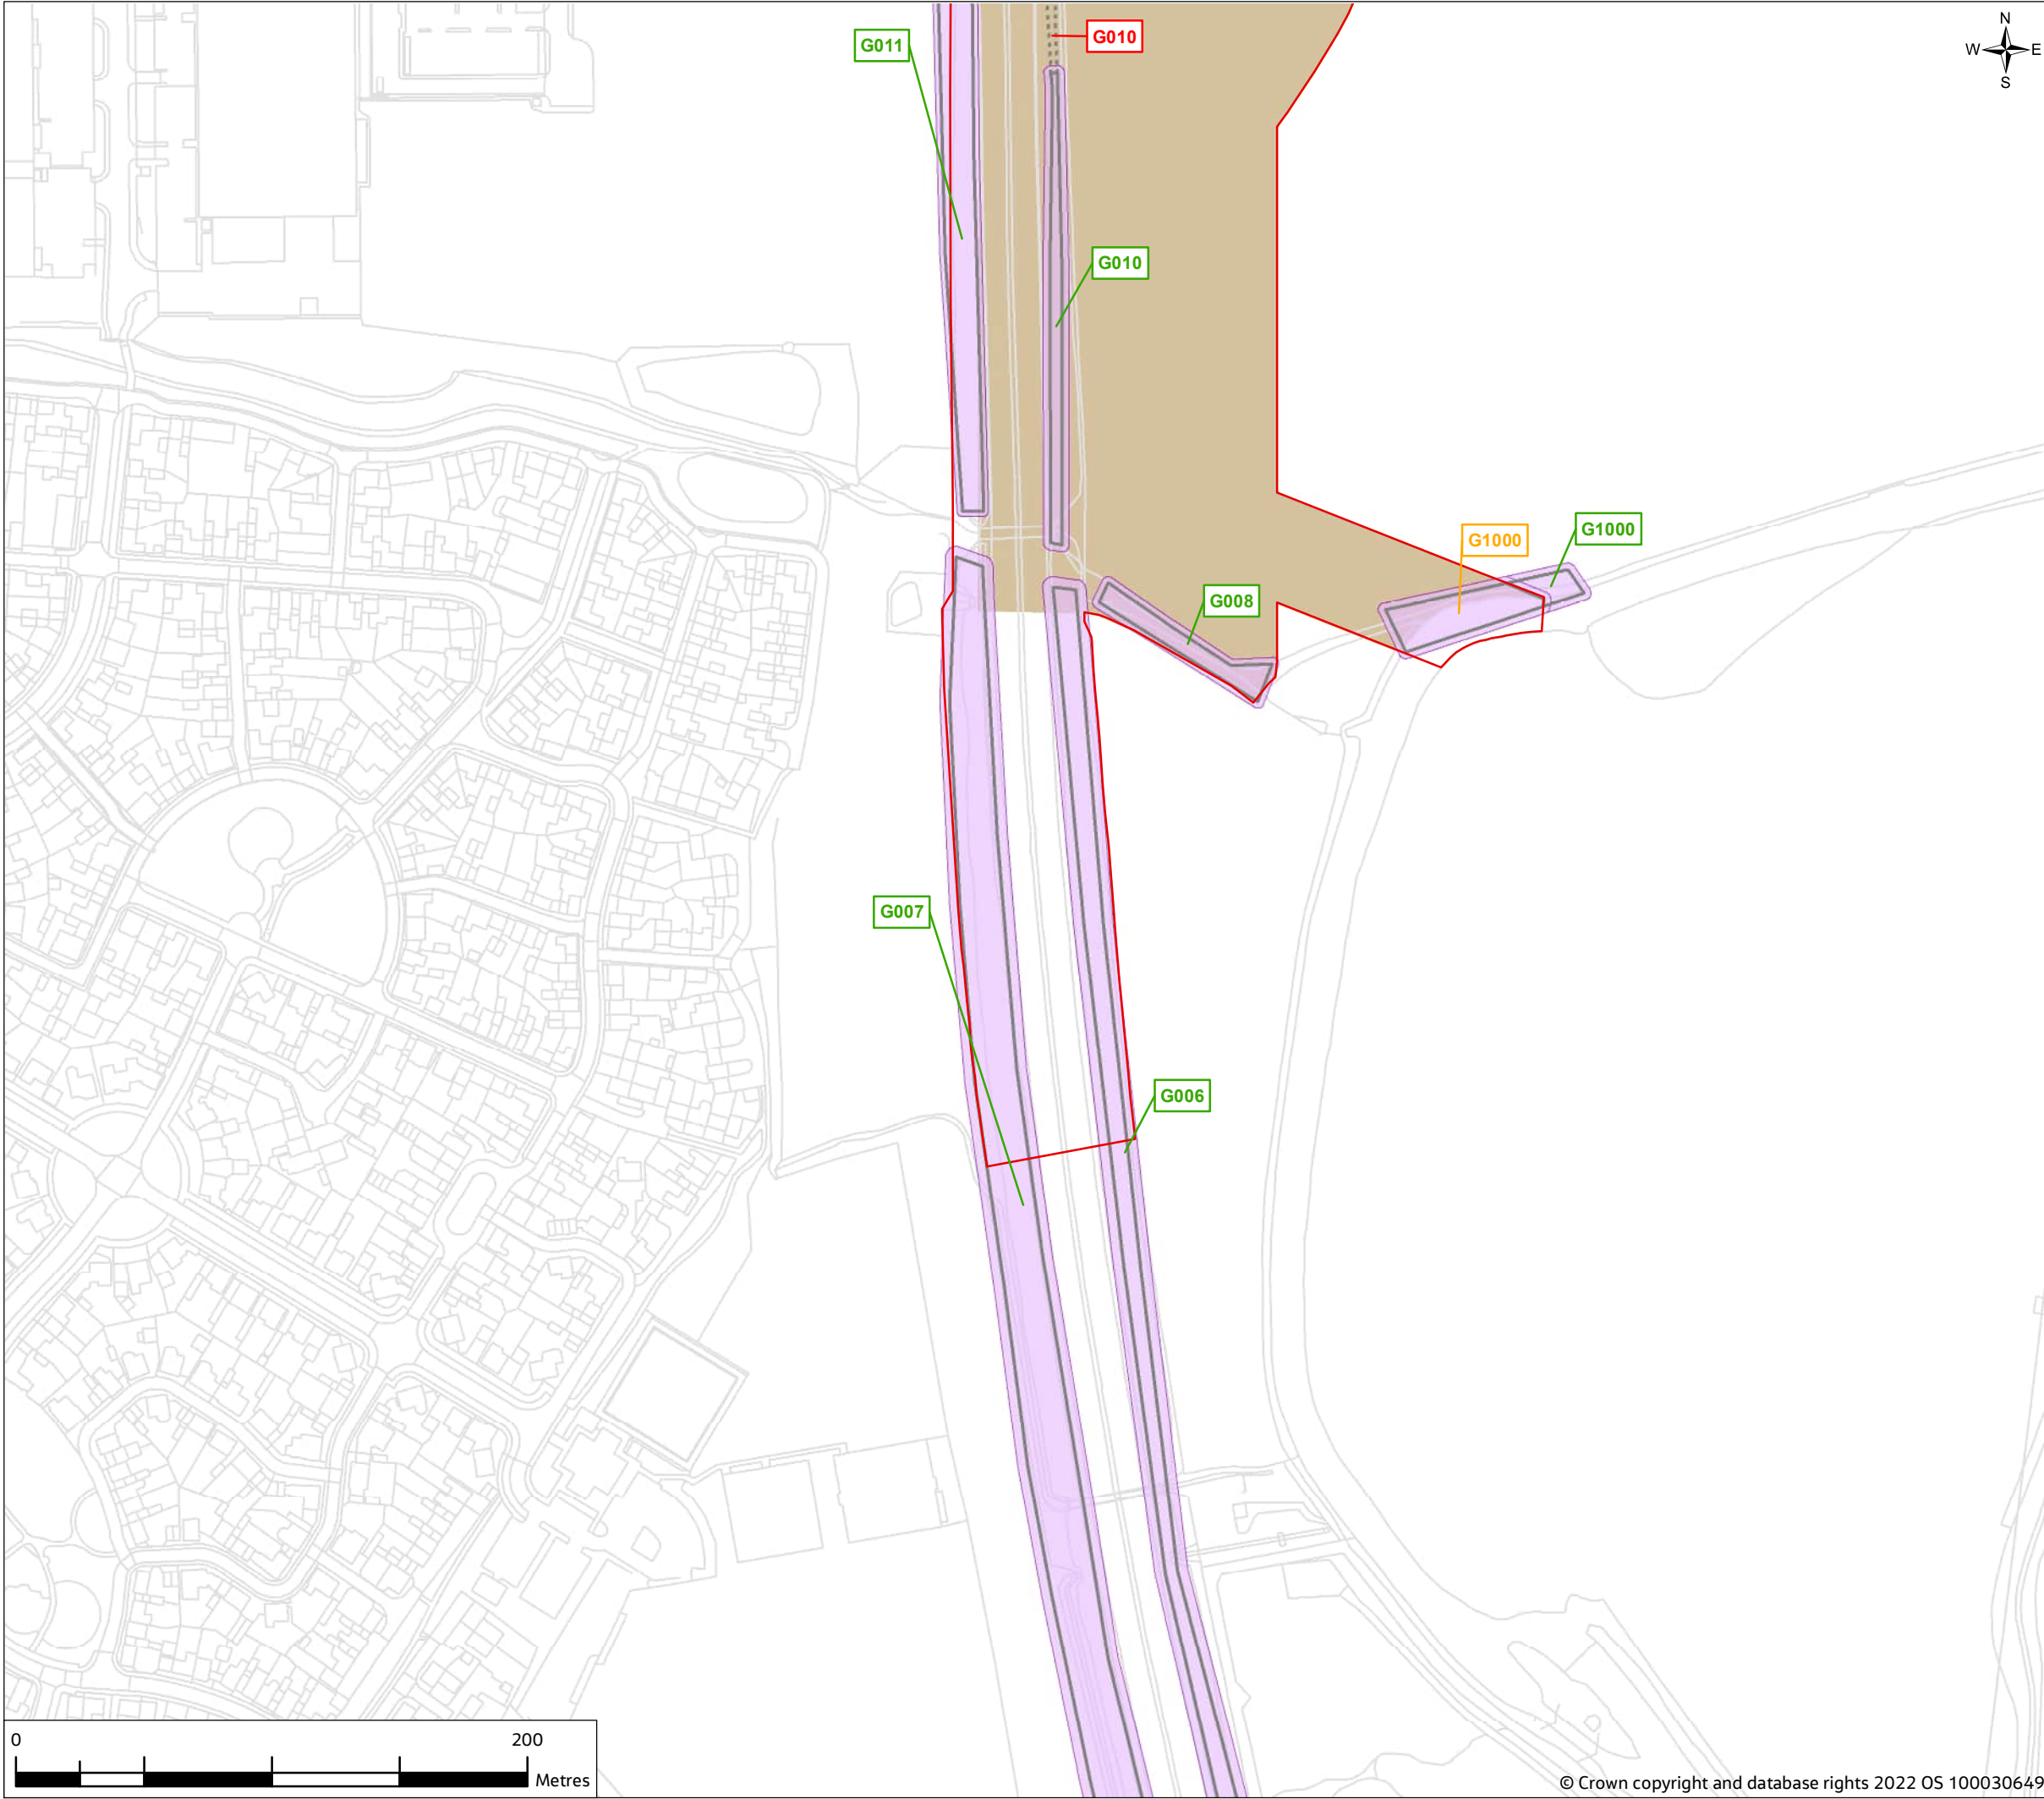 N
W E
S
G011
G010
G010
G1000
G1000
G008
G007
G006
0 200
Metres
© Crown copyright and database rights 2022 OS 100030649